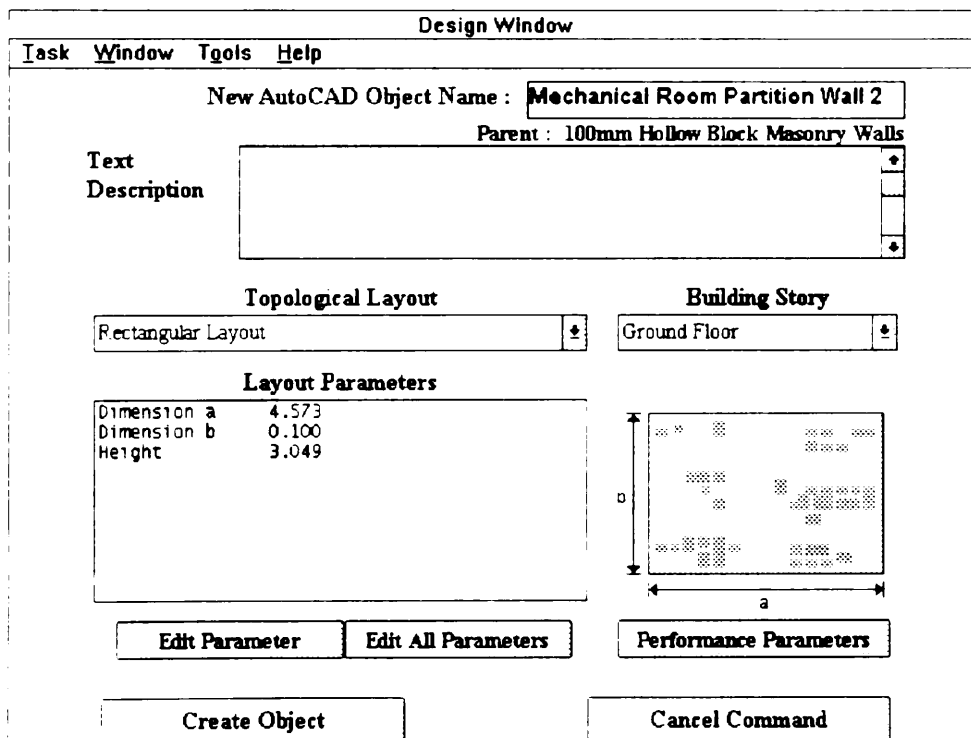 Design Window
Task Window Tools Help
New AutoCAD Object Name : Mechanical Room Partition Wall 2
Parent : 100mm Hollow Block Masonry Walls
Text
Description
Topological Layout
Building Story
Rectangular Layout
Ground Floor
Layout Parameters
Dimension a 4.573
Dimension b 0.100
Height 3.049
b
a
Edit Parameter
Edit All Parameters
Performance Parameters
Create Object
Cancel Command